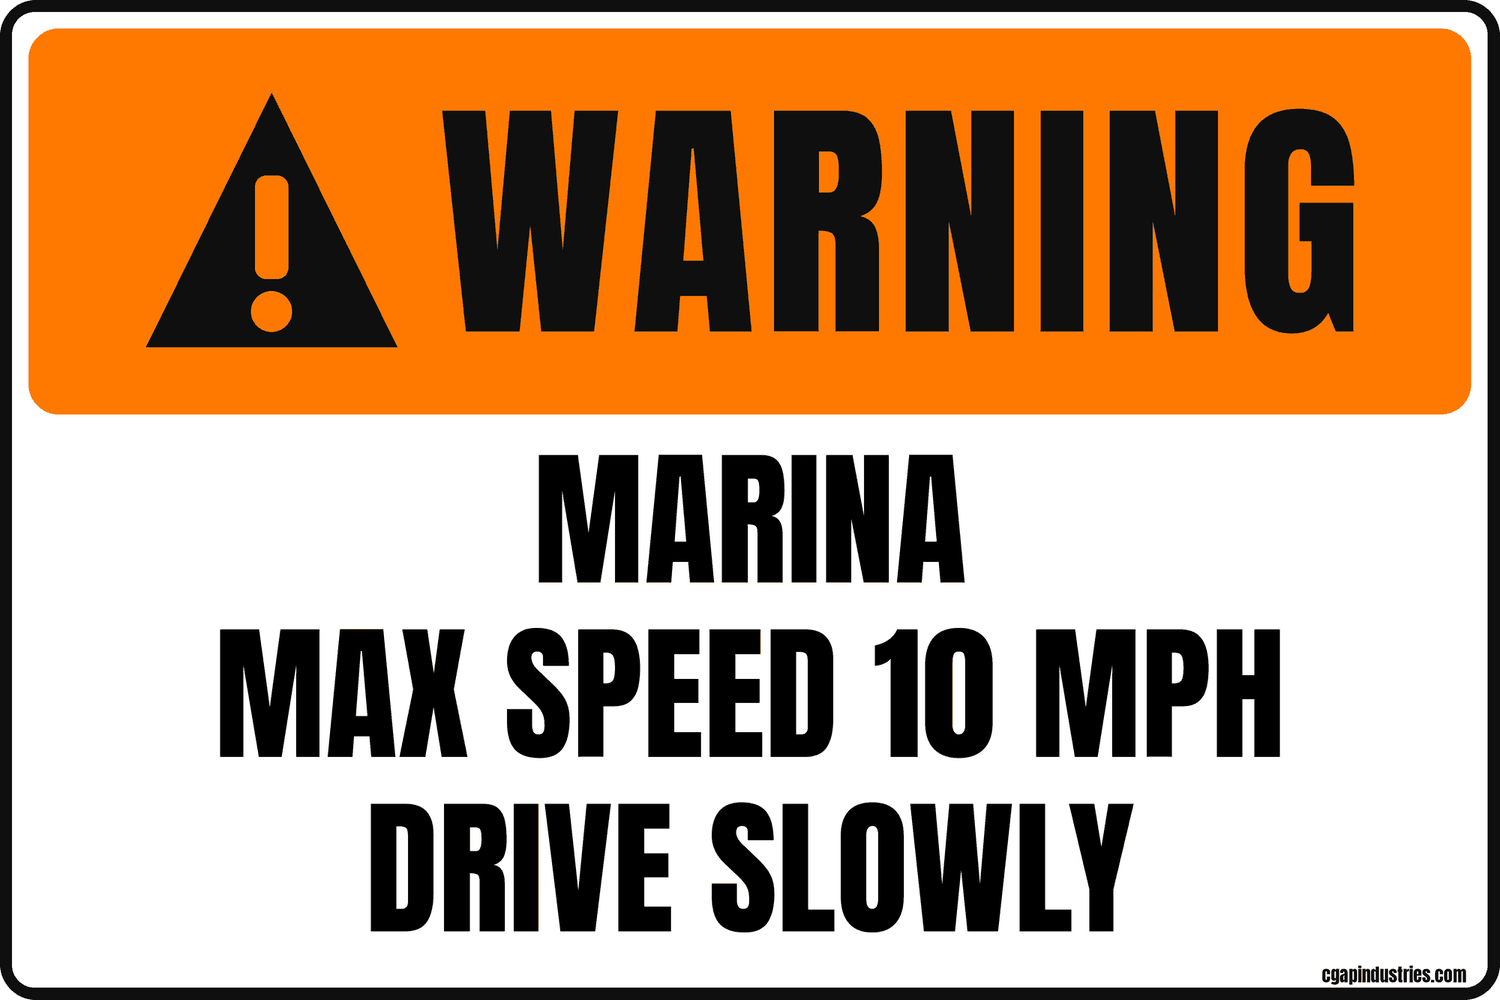 WARNING
MARINA
MAX SPEED 10 MPH
DRIVE SLOWLY
cgapindustries.com